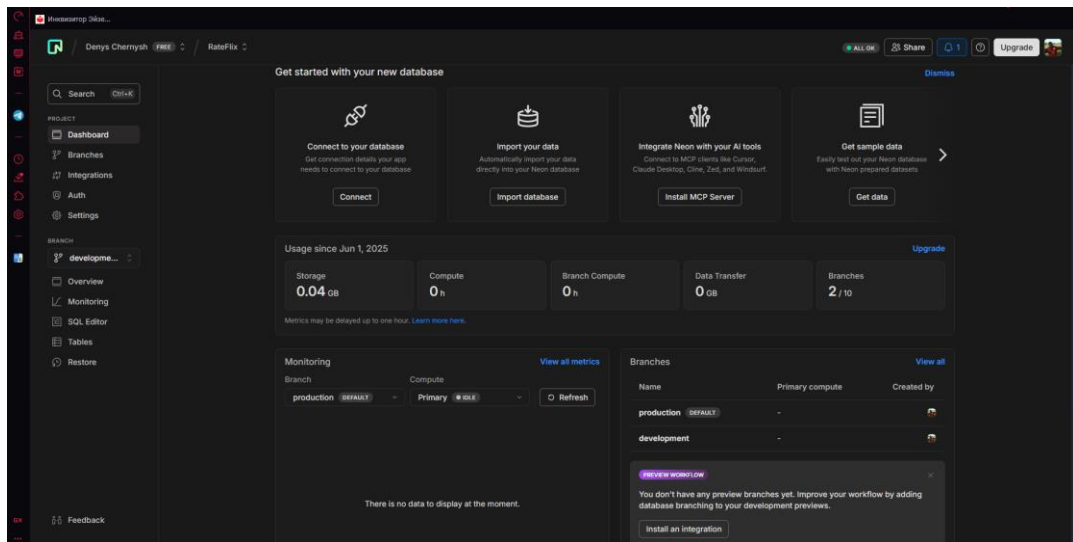 Инквизитор Эйзе...
Denys Chernysh FREE / RateFlix
ALL OK Share 1 Upgrade
Get started with your new database
Dismiss
Search Ctrl+K
PROJECT
Dashboard
Branches
Integrations
Auth
Settings
BRANCH
developme...
Overview
Monitoring
SQL Editor
Tables
Restore
Feedback
Connect to your database
Get connection details your app
needs to connect to your database
Connect
Import your data
Automatically import your data
directly into your Neon database
Import database
Integrate Neon with your AI tools
Connect to MCP clients like Cursor,
Claude Desktop, Cline, Zed, and Windsurf.
Install MCP Server
Get sample data
Easily test out your Neon database
with Neon prepared datasets
Get data
Usage since Jun 1, 2025
Upgrade
Storage
0.04 GB
Compute
0 h
Branch Compute
0 h
Data Transfer
0 GB
Branches
2 / 10
Metrics may be delayed up to one hour. Learn more here.
Monitoring
View all metrics
Branch
Compute
production DEFAULT
Primary IDLE
Refresh
There is no data to display at the moment.
Branches
View all
Name Primary compute Created by
production DEFAULT -
development -
PREVIEW WORKFLOW
You don't have any preview branches yet. Improve your workflow by adding
database branching to your development previews.
Install an integration
GX